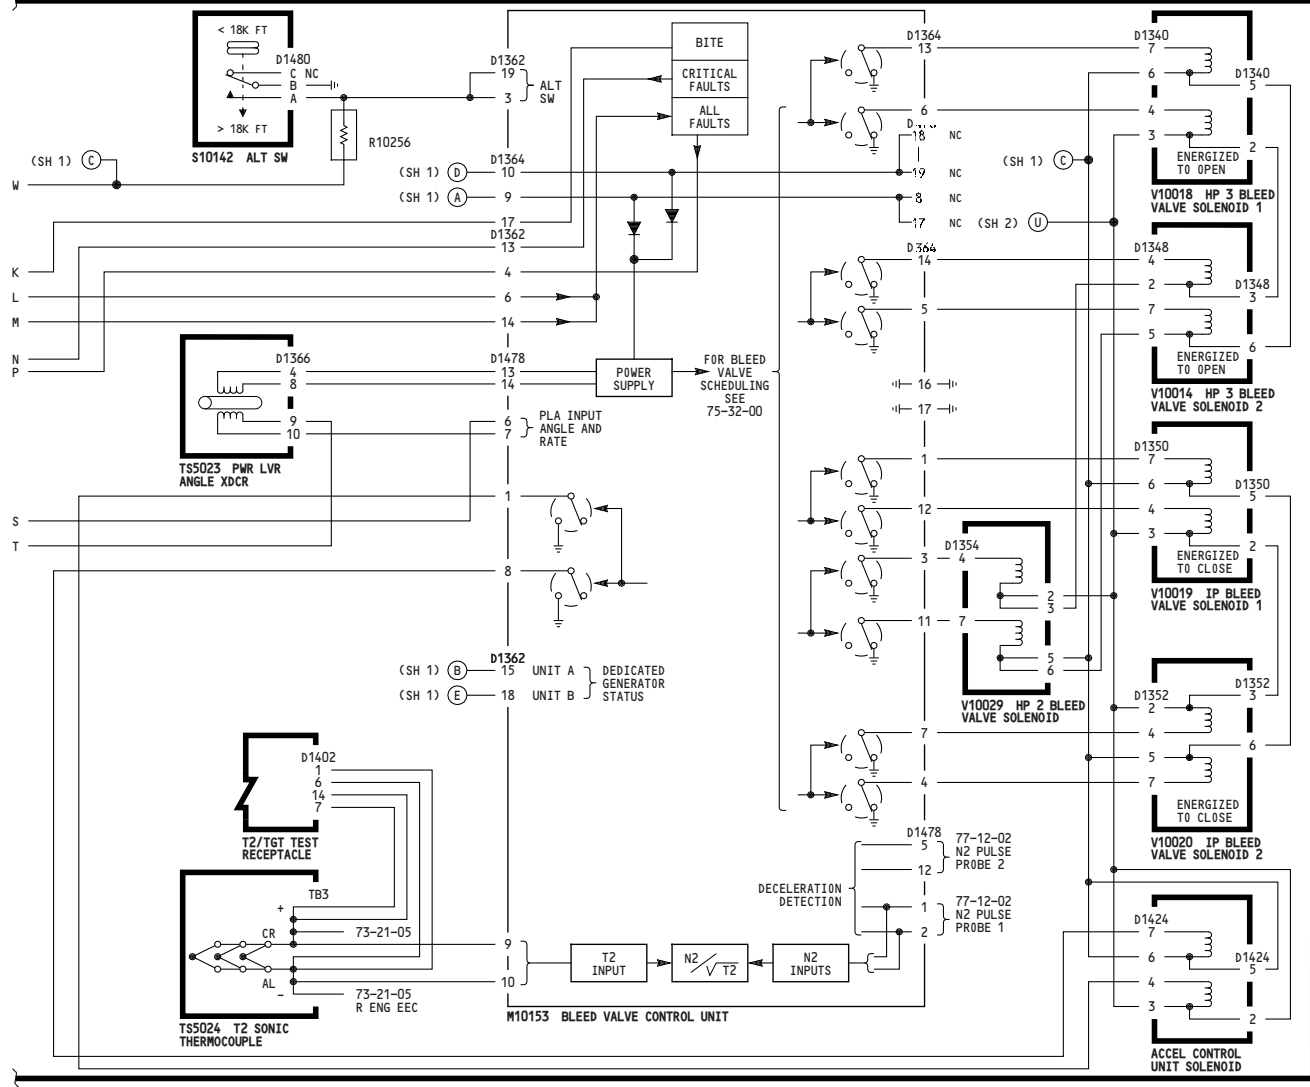 < 18K FT
D1480
C NC
B
A
> 18K FT
S10142 ALT SW
R10256
(SH 1) C
W
D1362
19
3
ALT
SW
BITE
CRITICAL
FAULTS
ALL
FAULTS
D1364
(SH 1) D 10
(SH 1) A 9
17
D1362
13
K
4
L
6
M
14
N
P
D1366
4
8
9
10
TS5023 PWR LVR
ANGLE XDCR
D1478
13
14
6
7
PLA INPUT
ANGLE AND
RATE
POWER
SUPPLY
FOR BLEED
VALVE
SCHEDULING
SEE
75-32-00
1
S
T
8
D1362
(SH 1) B 15 UNIT A
(SH 1) E 18 UNIT B
DEDICATED
GENERATOR
STATUS
D1402
1
6
14
7
T2/TGT TEST
RECEPTACLE
TB3
+
CR
73-21-05
AL
-
73-21-05
R ENG EEC
TS5024 T2 SONIC
THERMOCOUPLE
9
10
T2
INPUT
N2
√T2
N2
INPUTS
M10153 BLEED VALVE CONTROL UNIT
D1364
13
6
18 NC
19 NC
8 NC
17 NC
(SH 2) U
(SH 1) C
14
5
16
17
1
12
3
11
7
4
D1478
5
12
77-12-02
N2 PULSE
PROBE 2
DECELERATION
DETECTION
1
2
77-12-02
N2 PULSE
PROBE 1
D1354
4
2
3
7
5
6
V10029 HP 2 BLEED
VALVE SOLENOID
D1340
7
6
D1340
5
4
3
2
ENERGIZED
TO OPEN
V10018 HP 3 BLEED
VALVE SOLENOID 1
D1348
4
2
D1348
3
7
5
6
ENERGIZED
TO OPEN
V10014 HP 3 BLEED
VALVE SOLENOID 2
D1350
7
6
D1350
5
4
3
2
ENERGIZED
TO CLOSE
V10019 IP BLEED
VALVE SOLENOID 1
D1352
D1352
3
2
4
6
5
7
ENERGIZED
TO CLOSE
V10020 IP BLEED
VALVE SOLENOID 2
D1424
7
6
D1424
5
4
3
2
ACCEL CONTROL
UNIT SOLENOID